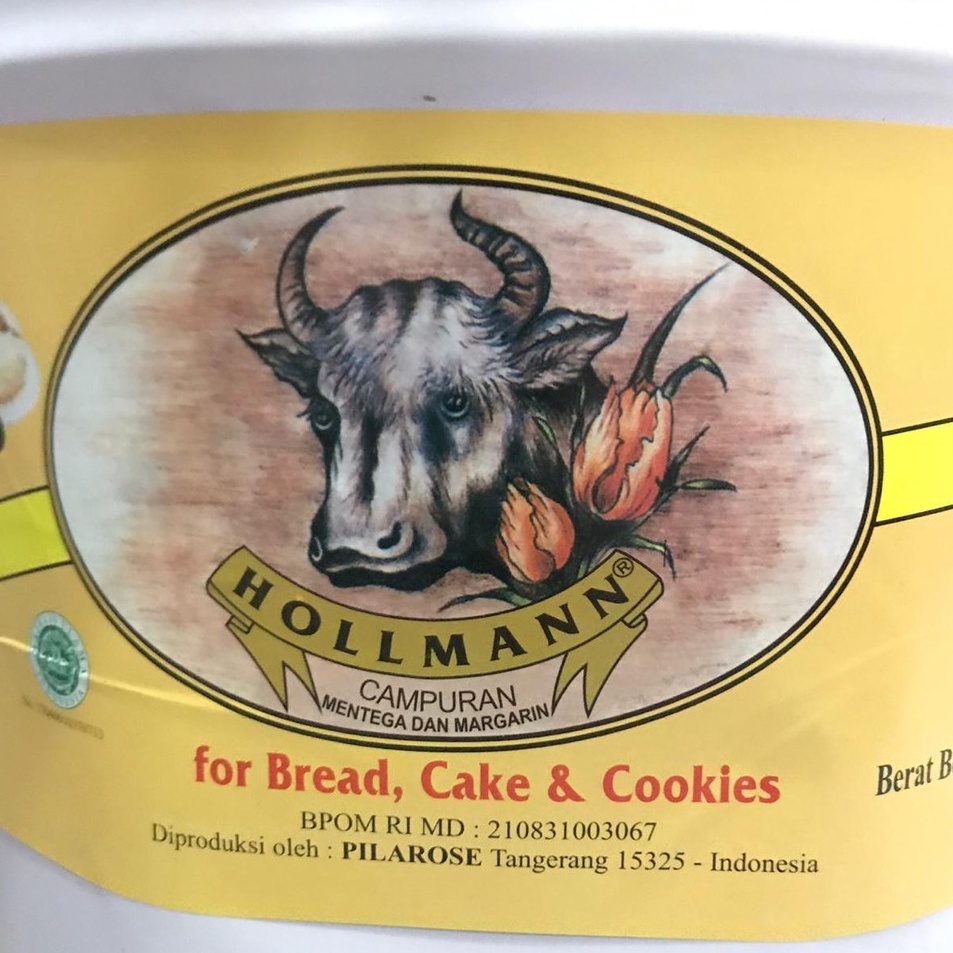 HOLLMANN®
CAMPURAN
MENTEGA DAN MARGARIN
for Bread, Cake & Cookies
Berat
BPOM RI MD : 210831003067
Diproduksi oleh : PILAROSE Tangerang 15325 - Indonesia